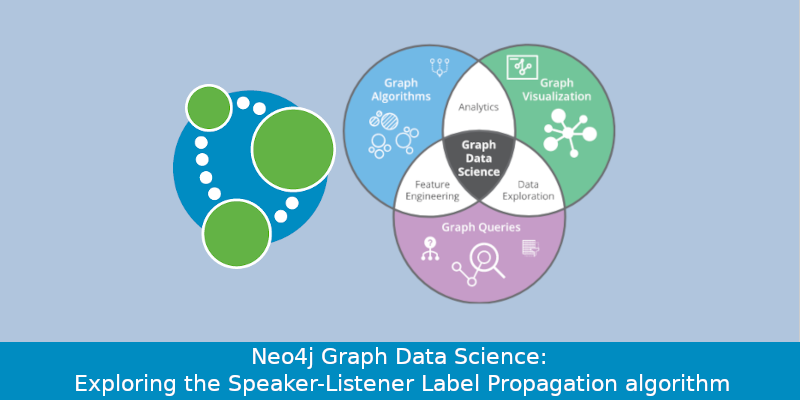 Graph
Algorithms
Graph
Visualization
Analytics
Graph
Data
Science
Feature
Engineering
Data
Exploration
Graph Queries
?
Neo4j Graph Data Science:
Exploring the Speaker-Listener Label Propagation algorithm